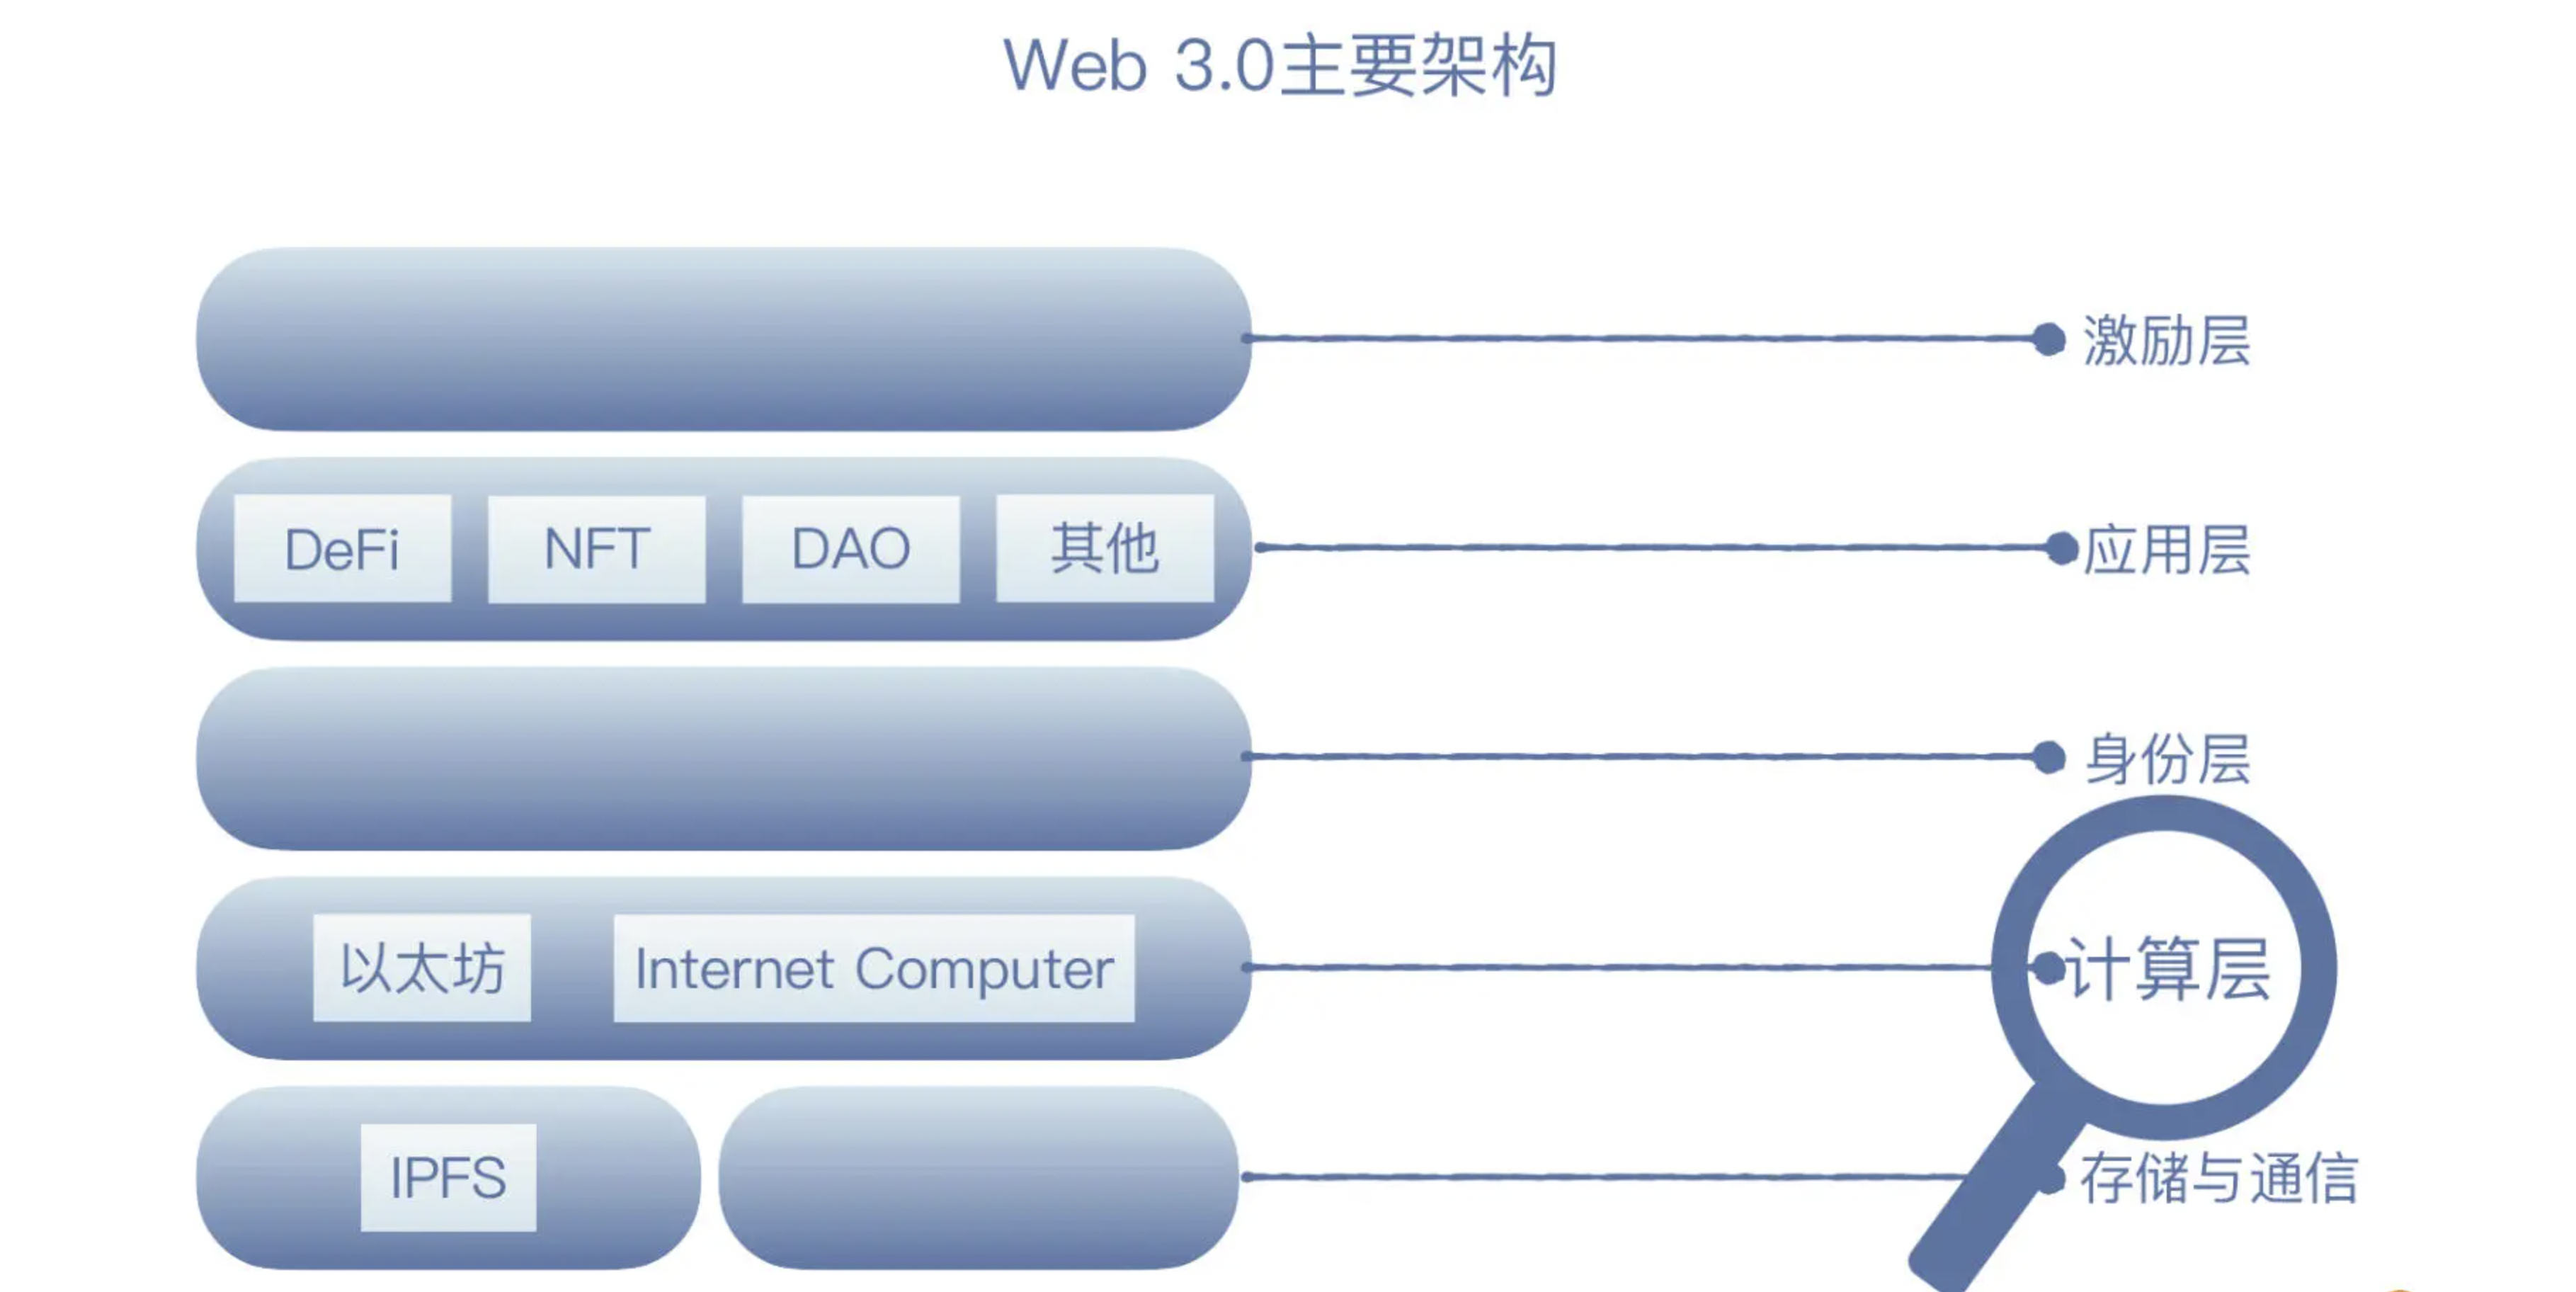 Web 3.0主要架构
激励层
DeFi NFT DAO 其他 应用层
身份层
以太坊 Internet Computer 计算层
IPFS 存储与通信